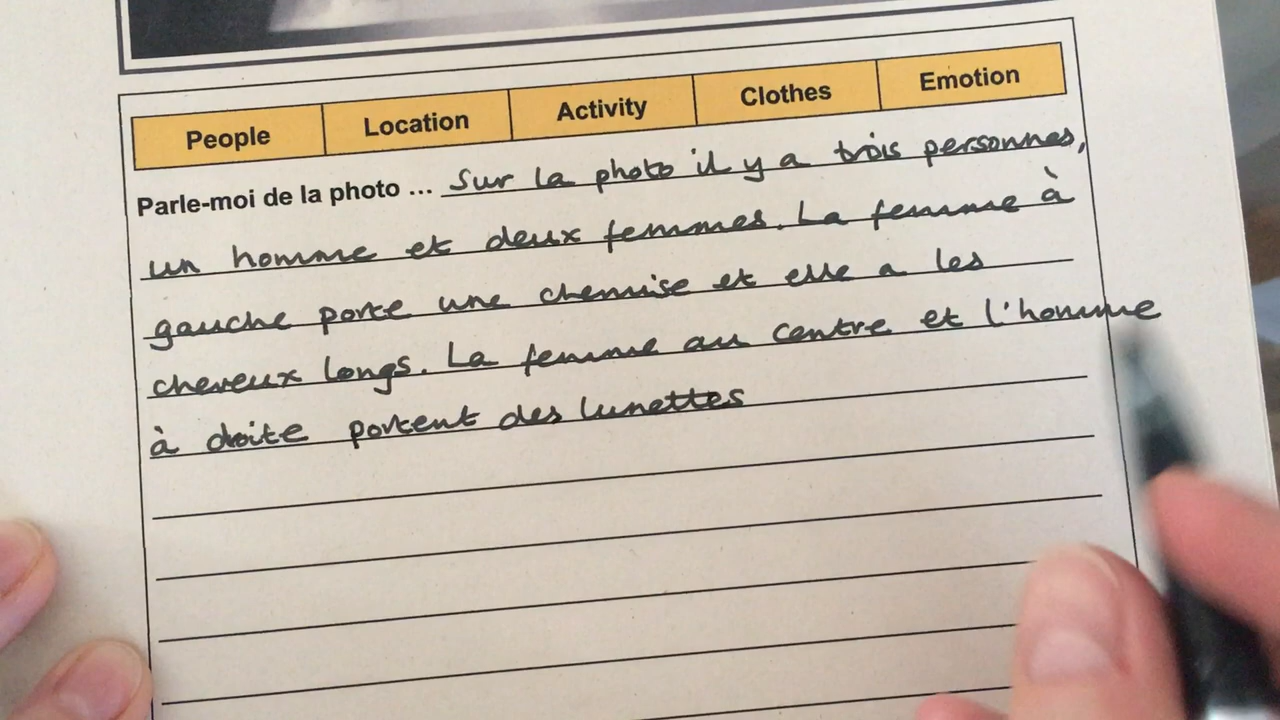 People Location Activity Clothes Emotion
Parle-moi de la photo ... Sur la photo il y a trois personnes,
un homme et deux femmes. La femme à
gauche porte une chemise et elle a les
cheveux longs. La femme au centre et l'homme
à droite portent des lunettes